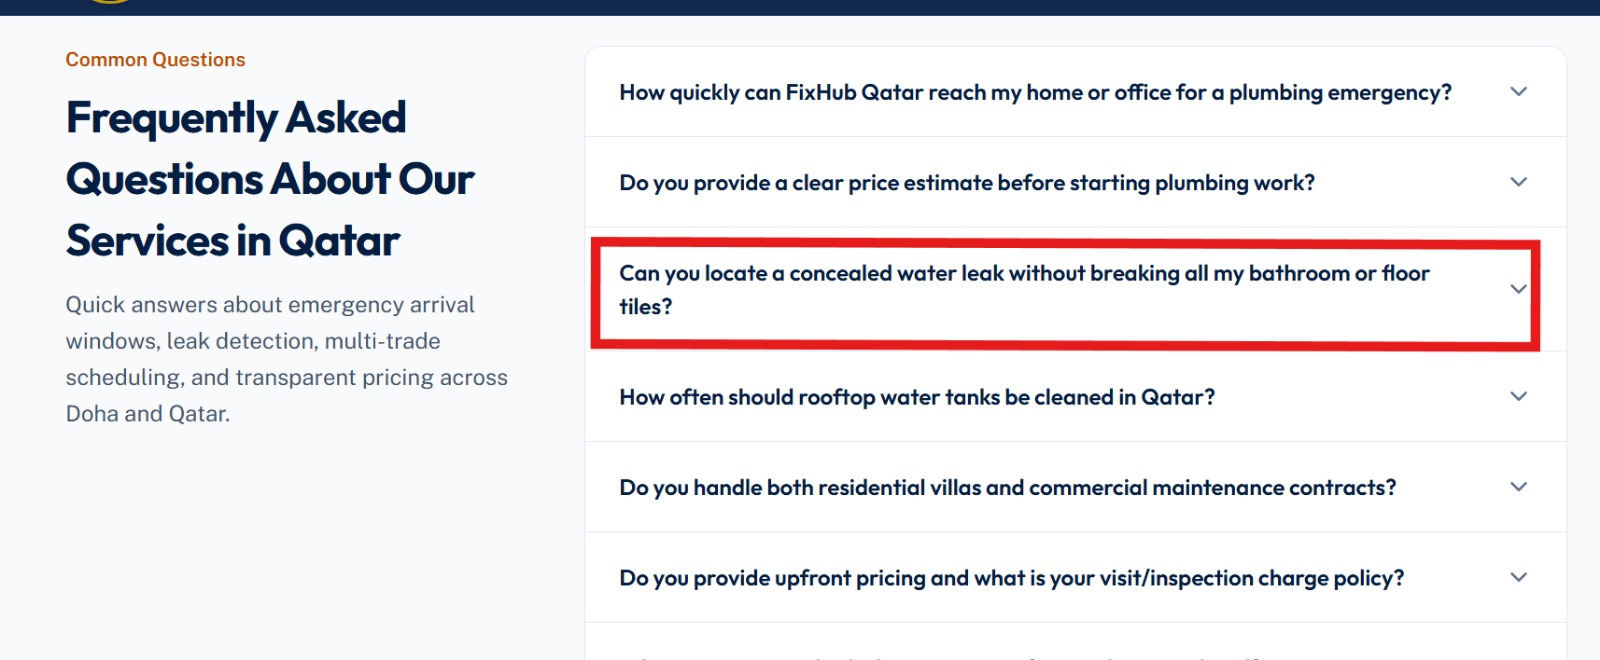 Common Questions
Frequently Asked
Questions About Our
Services in Qatar
Quick answers about emergency arrival
windows, leak detection, multi-trade
scheduling, and transparent pricing across
Doha and Qatar.
How quickly can FixHub Qatar reach my home or office for a plumbing emergency?
Do you provide a clear price estimate before starting plumbing work?
Can you locate a concealed water leak without breaking all my bathroom or floor
tiles?
How often should rooftop water tanks be cleaned in Qatar?
Do you handle both residential villas and commercial maintenance contracts?
Do you provide upfront pricing and what is your visit/inspection charge policy?